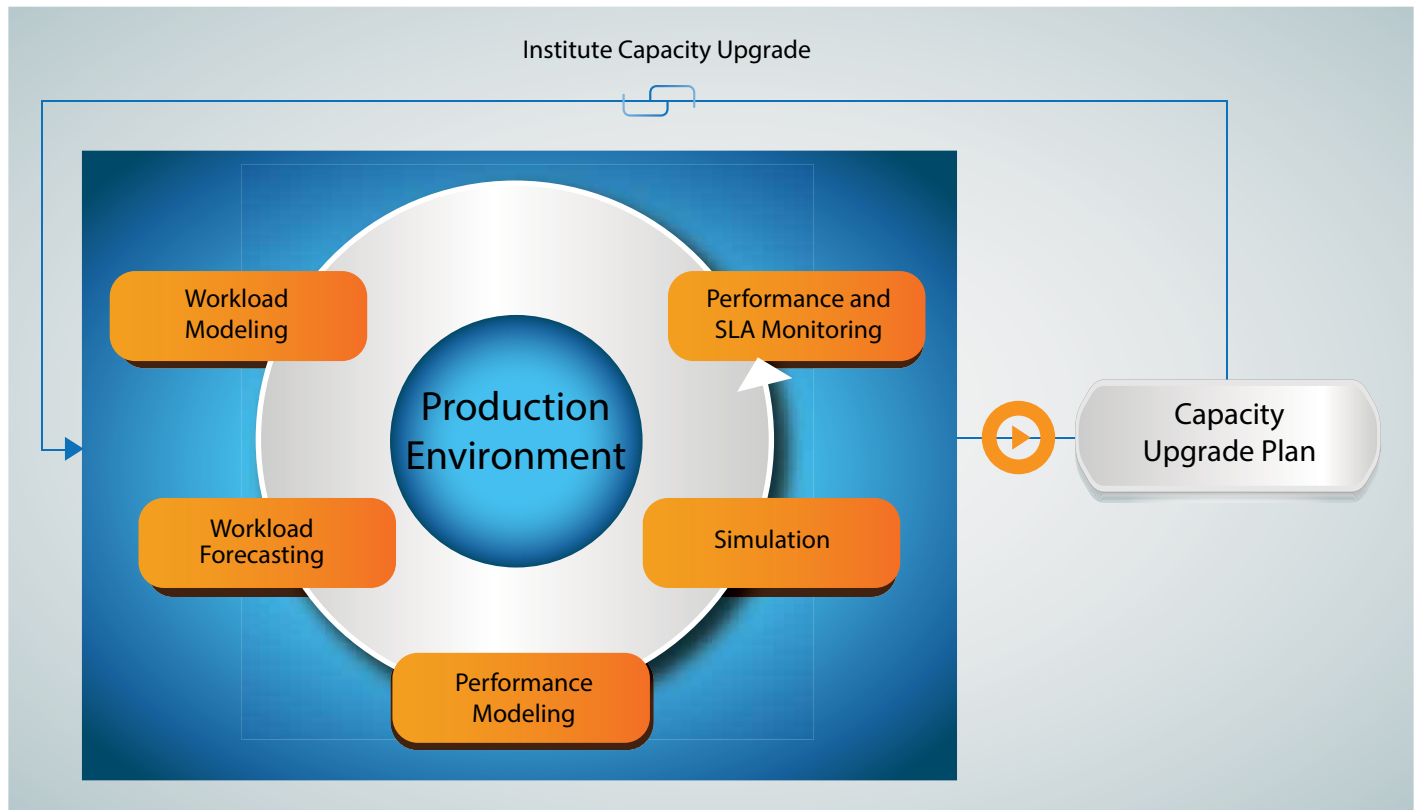 Institute Capacity Upgrade
Workload
Modeling
Performance and
SLA Monitoring
Production
Environment
Capacity
Upgrade Plan
Workload
Forecasting
Simulation
Performance
Modeling